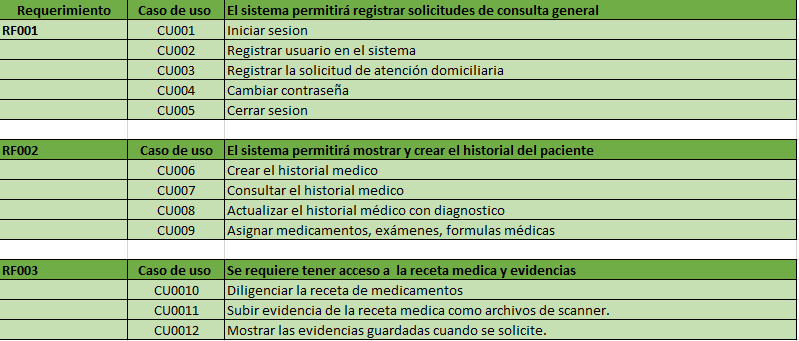 Requerimiento Caso de uso El sistema permitirá registrar solicitudes de consulta general
RF001 CU001 Iniciar sesion
CU002 Registrar usuario en el sistema
CU003 Registrar la solicitud de atención domiciliaria
CU004 Cambiar contraseña
CU005 Cerrar sesion
RF002 Caso de uso El sistema permitirá mostrar y crear el historial del paciente
CU006 Crear el historial medico
CU007 Consultar el historial medico
CU008 Actualizar el historial médico con diagnostico
CU009 Asignar medicamentos, exámenes, formulas médicas
RF003 Caso de uso Se requiere tener acceso a la receta medica y evidencias
CU0010 Diligenciar la receta de medicamentos
CU0011 Subir evidencia de la receta medica como archivos de scanner.
CU0012 Mostrar las evidencias guardadas cuando se solicite.